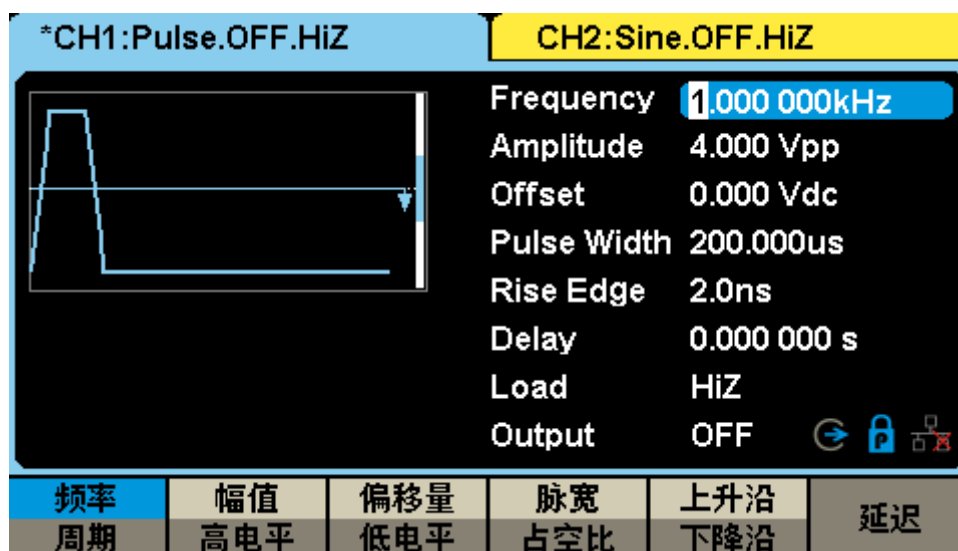 *CH1:Pulse.OFF.HiZ
CH2:Sine.OFF.HiZ
Frequency 1.000 000kHz
Amplitude 4.000 Vpp
Offset 0.000 Vdc
Pulse Width 200.000us
Rise Edge 2.0ns
Delay 0.000 000 s
Load HiZ
Output OFF
频率 幅值 偏移量 脉宽 上升沿 延迟
周期 高电平 低电平 占空比 下降沿